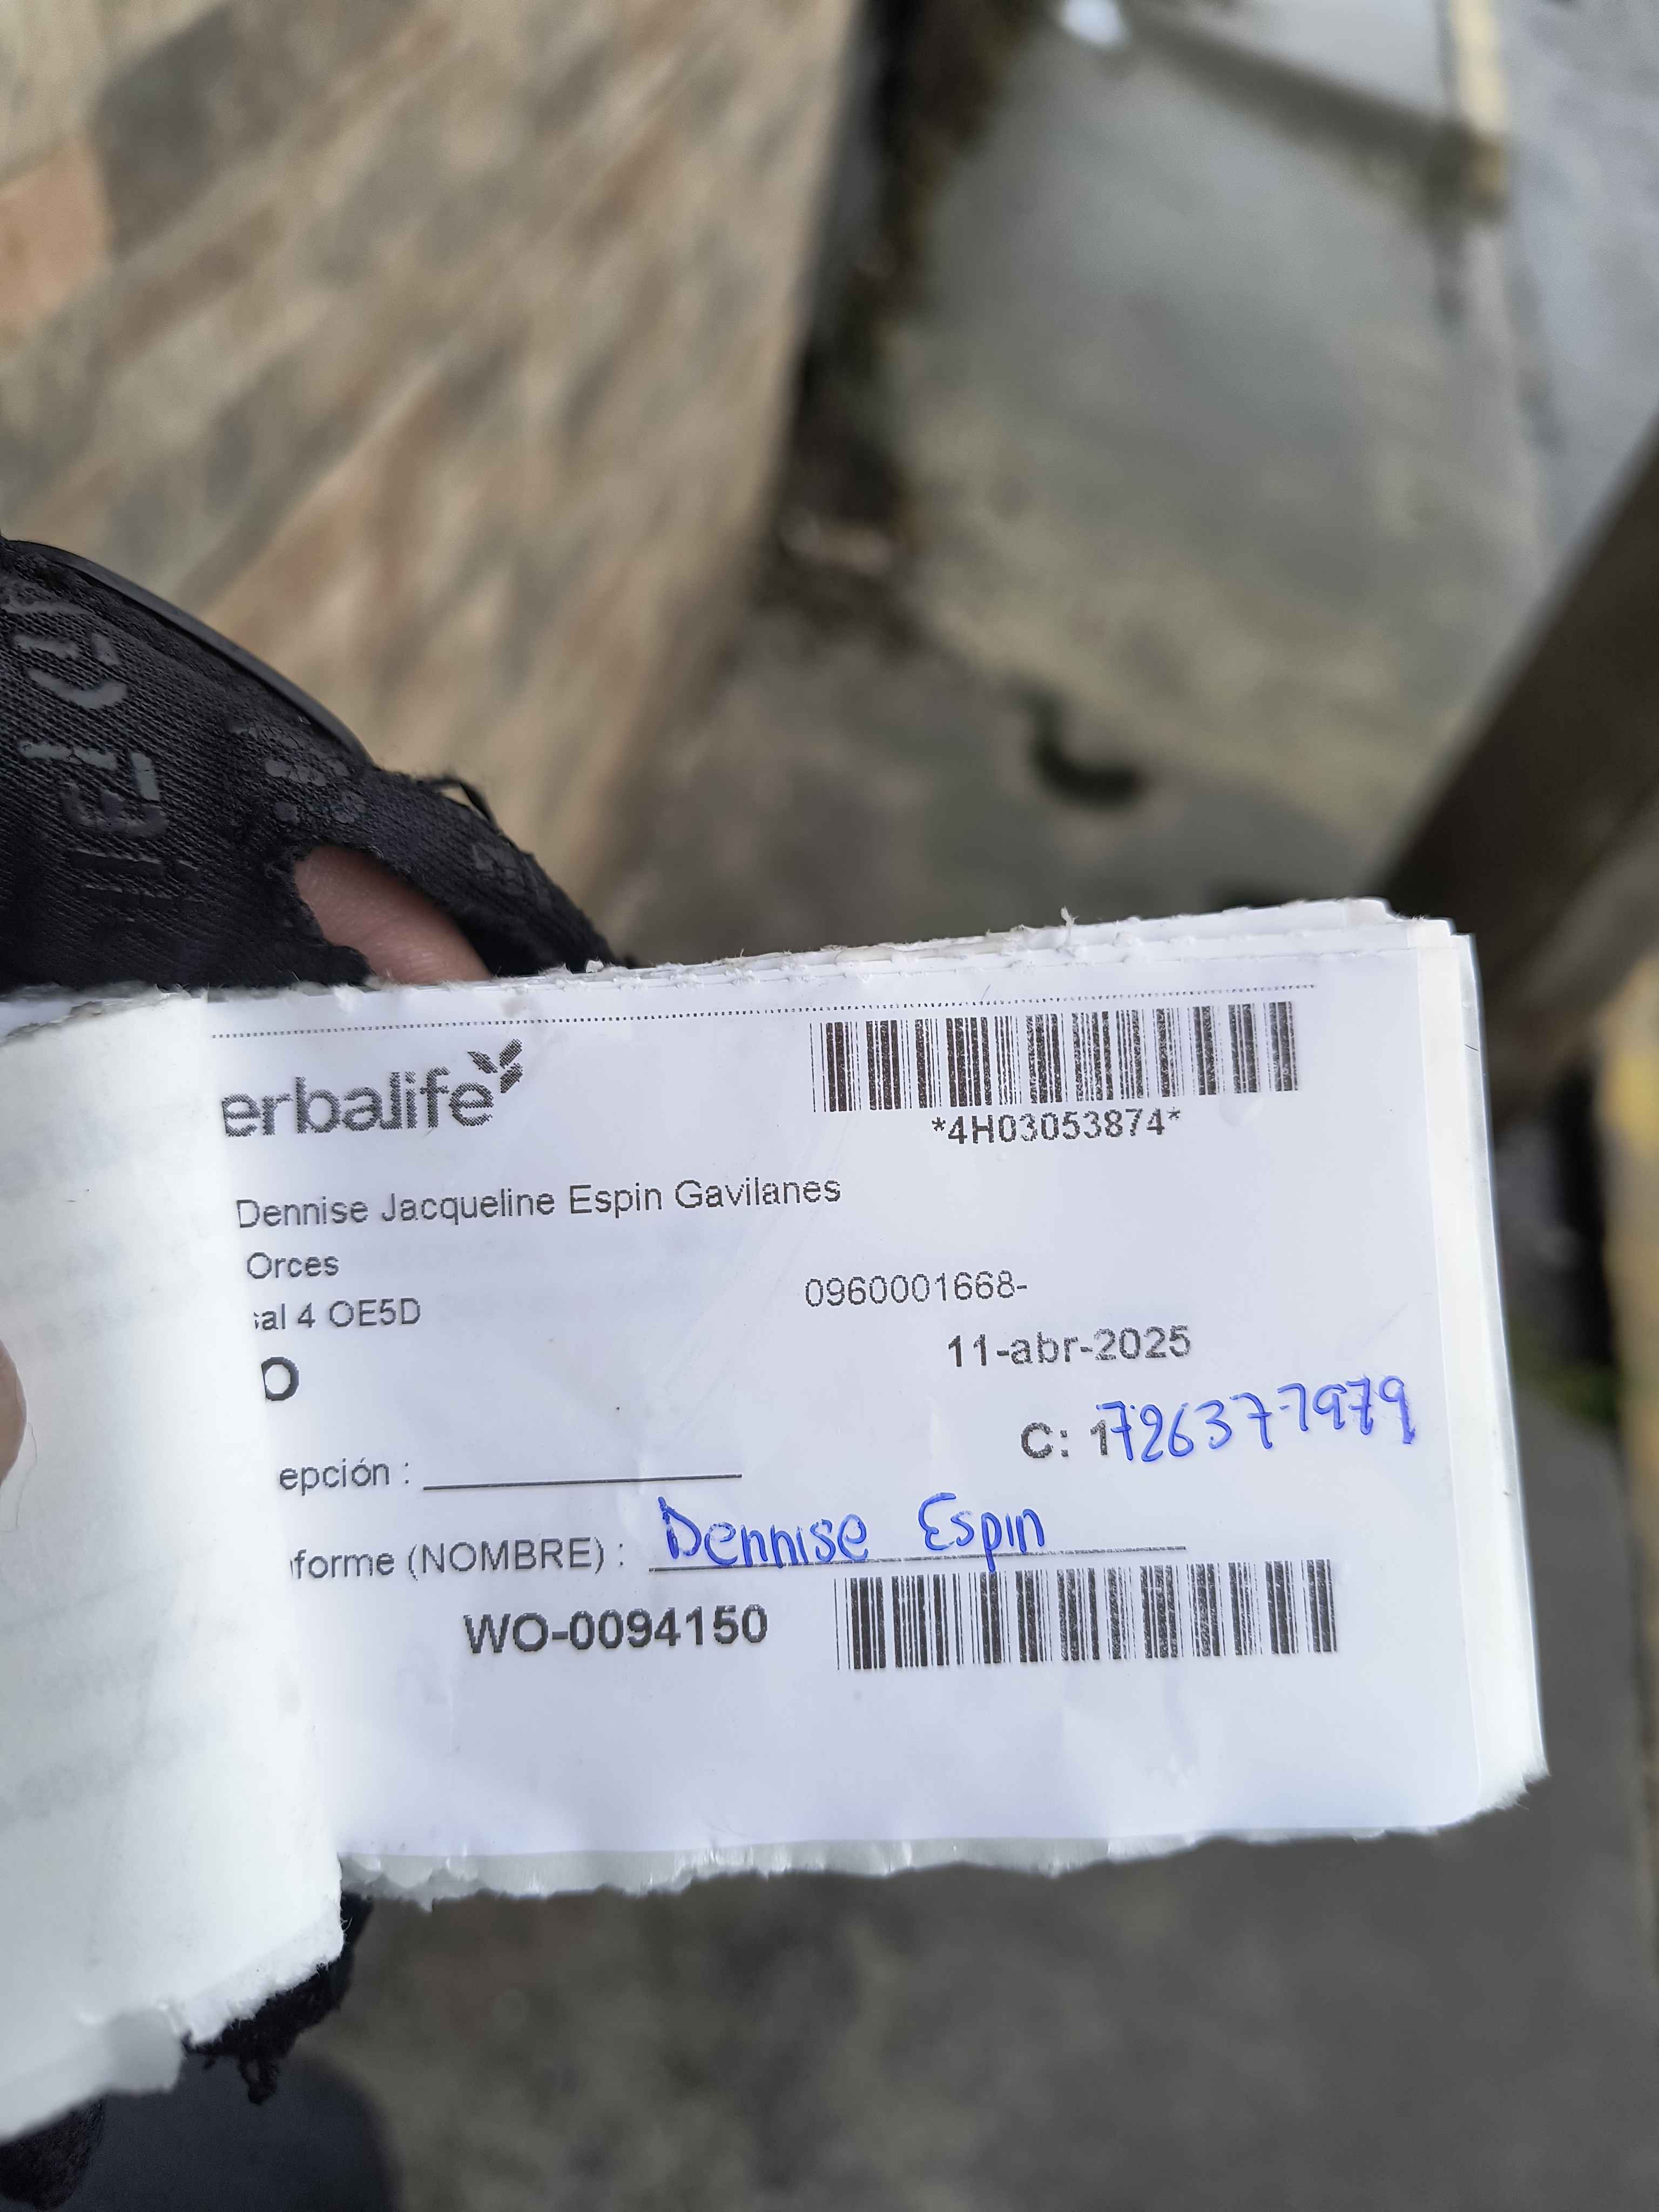 erbalife
*4H03053874*
Dennise Jacqueline Espin Gavilanes
Orces
0960001668-
al 4 OE5D
11-abr-2025
O
C: 1726377979
epción :
forme (NOMBRE) : Dennise Espin
WO-0094150